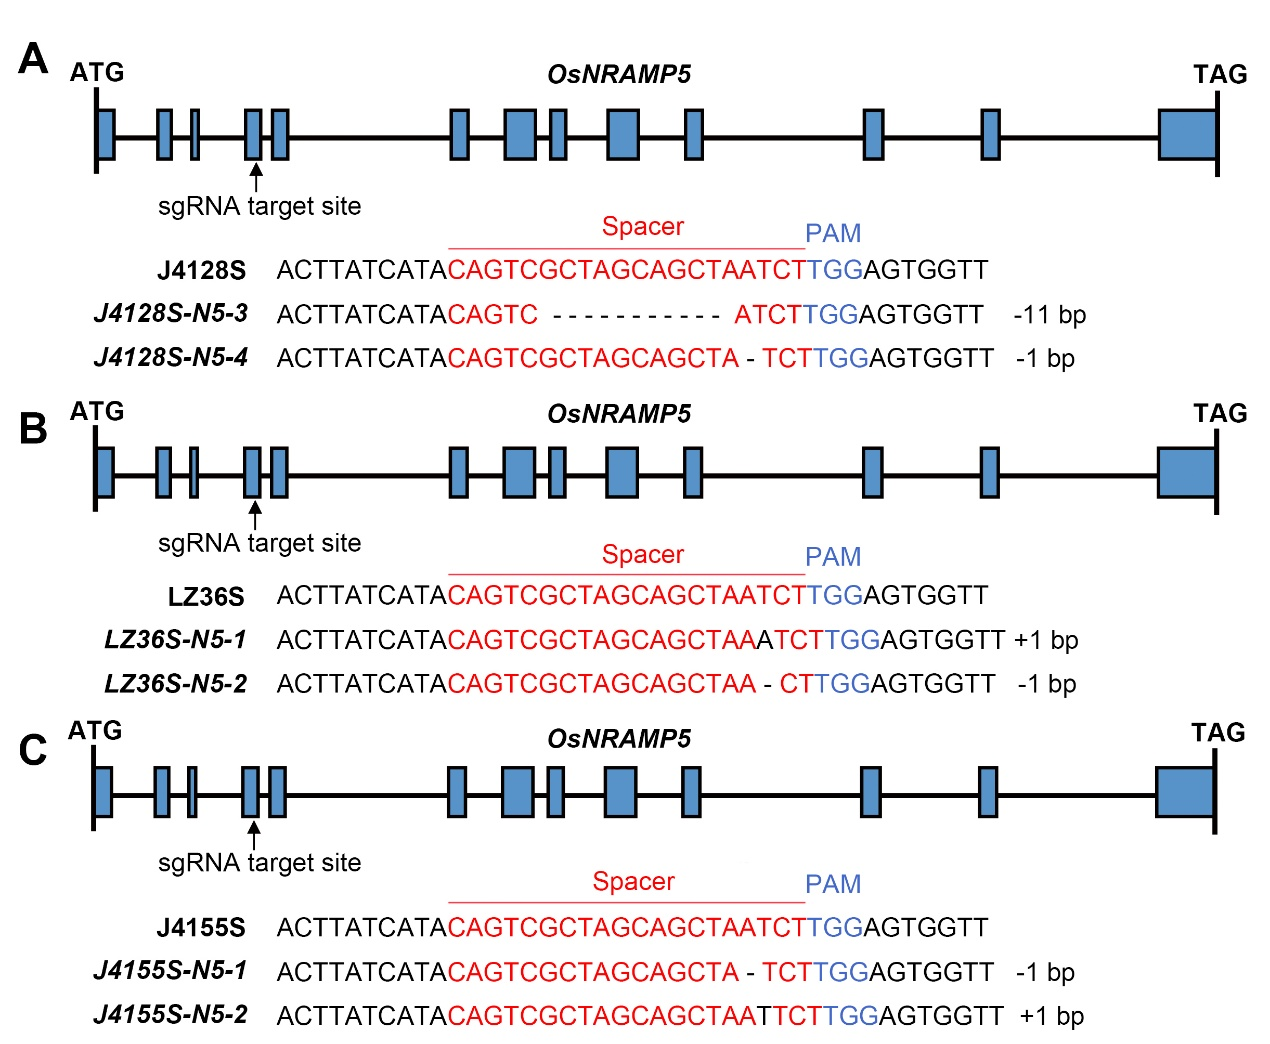 A
ATG OsNRAMP5 TAG
sgRNA target site
Spacer PAM
J4128S ACTTATCATACAGTCGCTAGCAGCTAATCTTGGAGTGGTT
J4128S-N5-3 ACTTATCATACAGTC - - - - - - - - - - - ATCTTGGAGTGGTT -11 bp
J4128S-N5-4 ACTTATCATACAGTCGCTAGCAGCTA - TCTTGGAGTGGTT -1 bp
B
ATG OsNRAMP5 TAG
sgRNA target site
Spacer PAM
LZ36S ACTTATCATACAGTCGCTAGCAGCTAATCTTGGAGTGGTT
LZ36S-N5-1 ACTTATCATACAGTCGCTAGCAGCTAAATCTTGGAGTGGTT +1 bp
LZ36S-N5-2 ACTTATCATACAGTCGCTAGCAGCTAA - CTTGGAGTGGTT -1 bp
C
ATG OsNRAMP5 TAG
sgRNA target site
Spacer PAM
J4155S ACTTATCATACAGTCGCTAGCAGCTAATCTTGGAGTGGTT
J4155S-N5-1 ACTTATCATACAGTCGCTAGCAGCTA - TCTTGGAGTGGTT -1 bp
J4155S-N5-2 ACTTATCATACAGTCGCTAGCAGCTAATTCTTGGAGTGGTT +1 bp